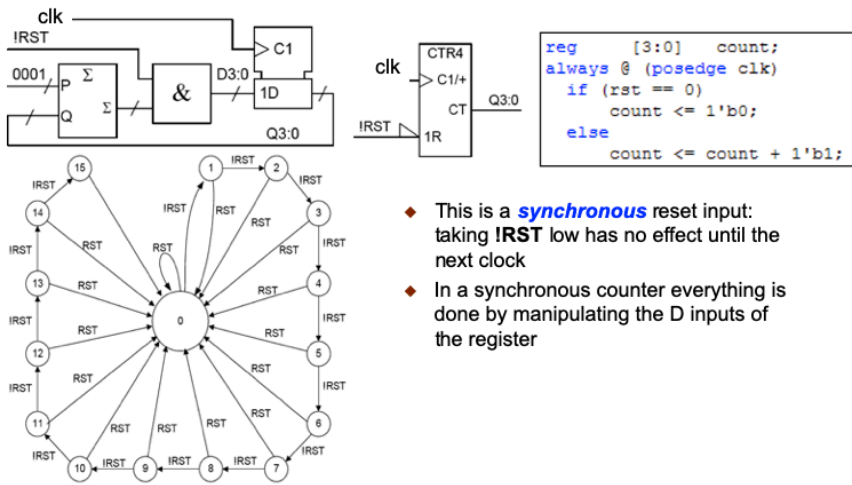 clk
!RST
0001
P
Σ
Q
Σ
&
D3:0
C1
1D
Q3:0
clk
CTR4
C1/+
CT
Q3:0
!RST
1R
reg [3:0] count;
always @ (posedge clk)
if (rst == 0)
count <= 1'b0;
else
count <= count + 1'b1;
This is a synchronous reset input:
taking !RST low has no effect until the
next clock
In a synchronous counter everything is
done by manipulating the D inputs of
the register
15
1
!RST
2
!RST
!RST
14
!RST
RST
RST
3
RST
RST
RST
RST
!RST
!RST
13
RST
RST
4
0
!RST
!RST
RST
RST
12
5
!RST
RST
RST
!RST
11
RST
RST
RST
RST
6
!RST
!RST
10
!RST
9
!RST
8
!RST
7